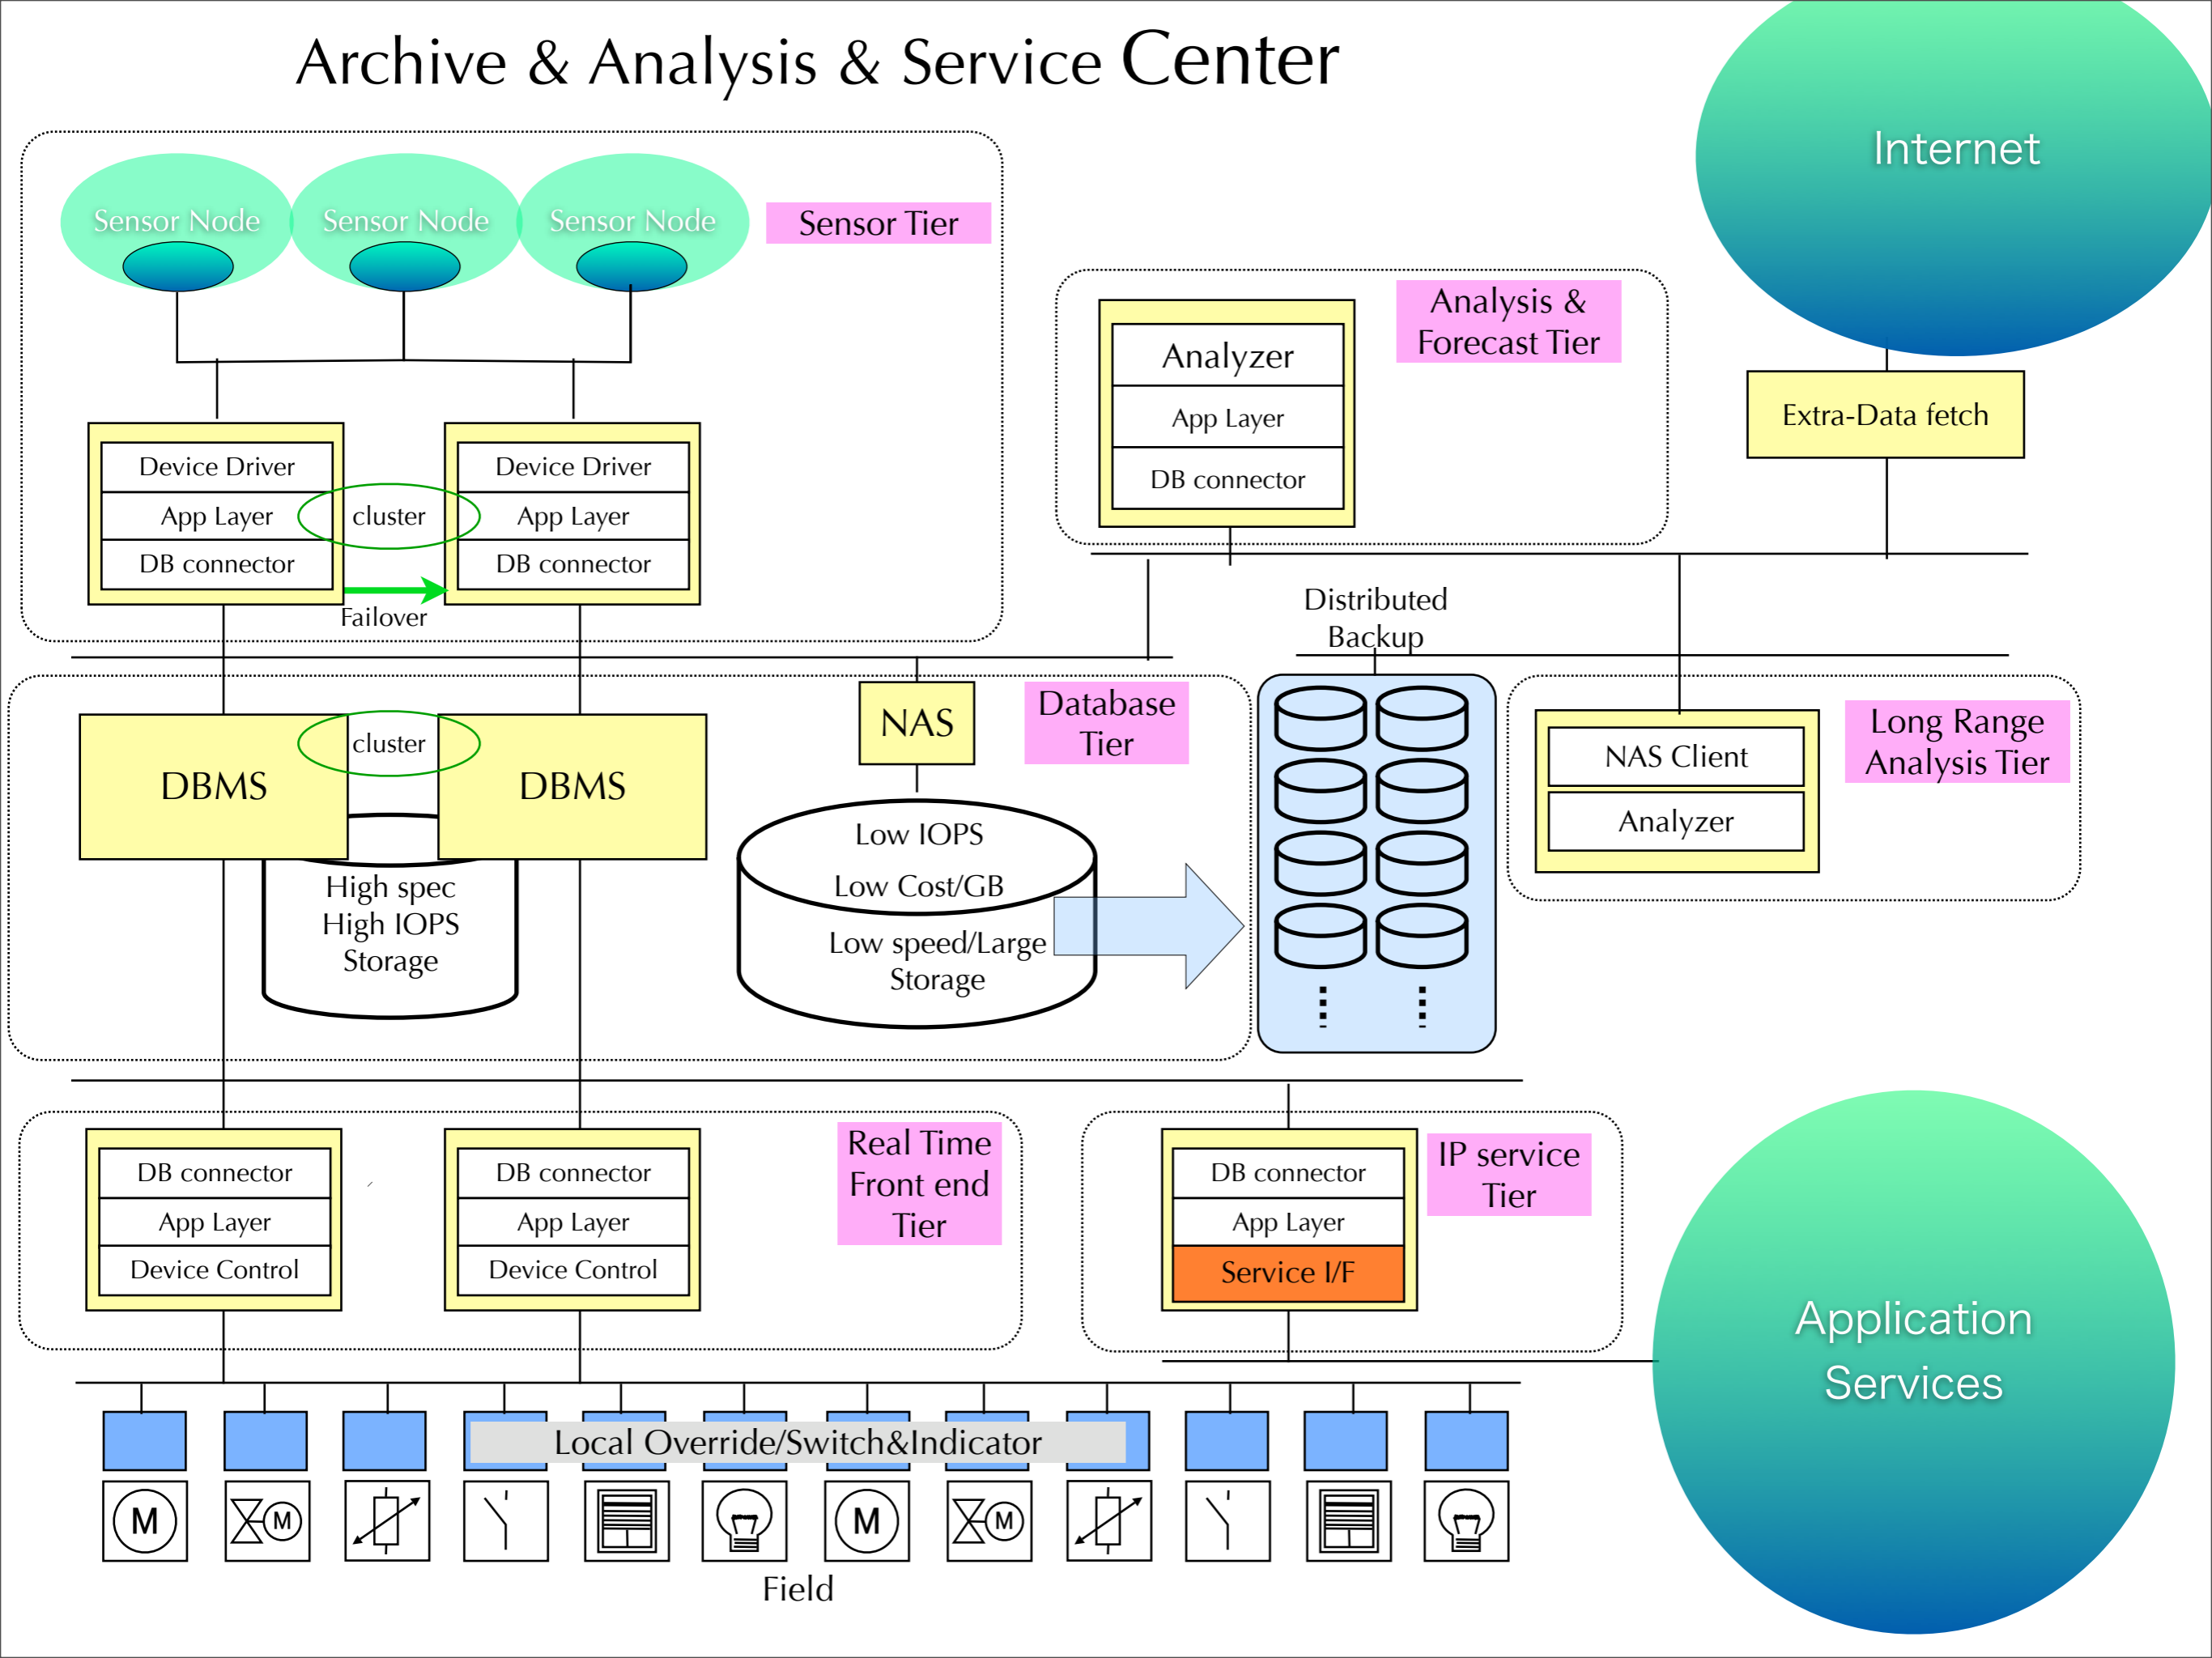 Archive & Analysis & Service Center
Internet
Sensor Node
Sensor Node
Sensor Node
Sensor Tier
Analysis &
Forecast Tier
Analyzer
App Layer
DB connector
Extra-Data fetch
Device Driver
App Layer
DB connector
cluster
Device Driver
App Layer
DB connector
Failover
Distributed
Backup
DBMS
cluster
DBMS
NAS
Database
Tier
NAS Client
Analyzer
Long Range
Analysis Tier
High spec
High IOPS
Storage
Low IOPS
Low Cost/GB
Low speed/Large
Storage
DB connector
App Layer
Device Control
DB connector
App Layer
Device Control
Real Time
Front end
Tier
DB connector
App Layer
Service I/F
IP service
Tier
Application
Services
Local Override/Switch&Indicator
M
M
M
M
Field